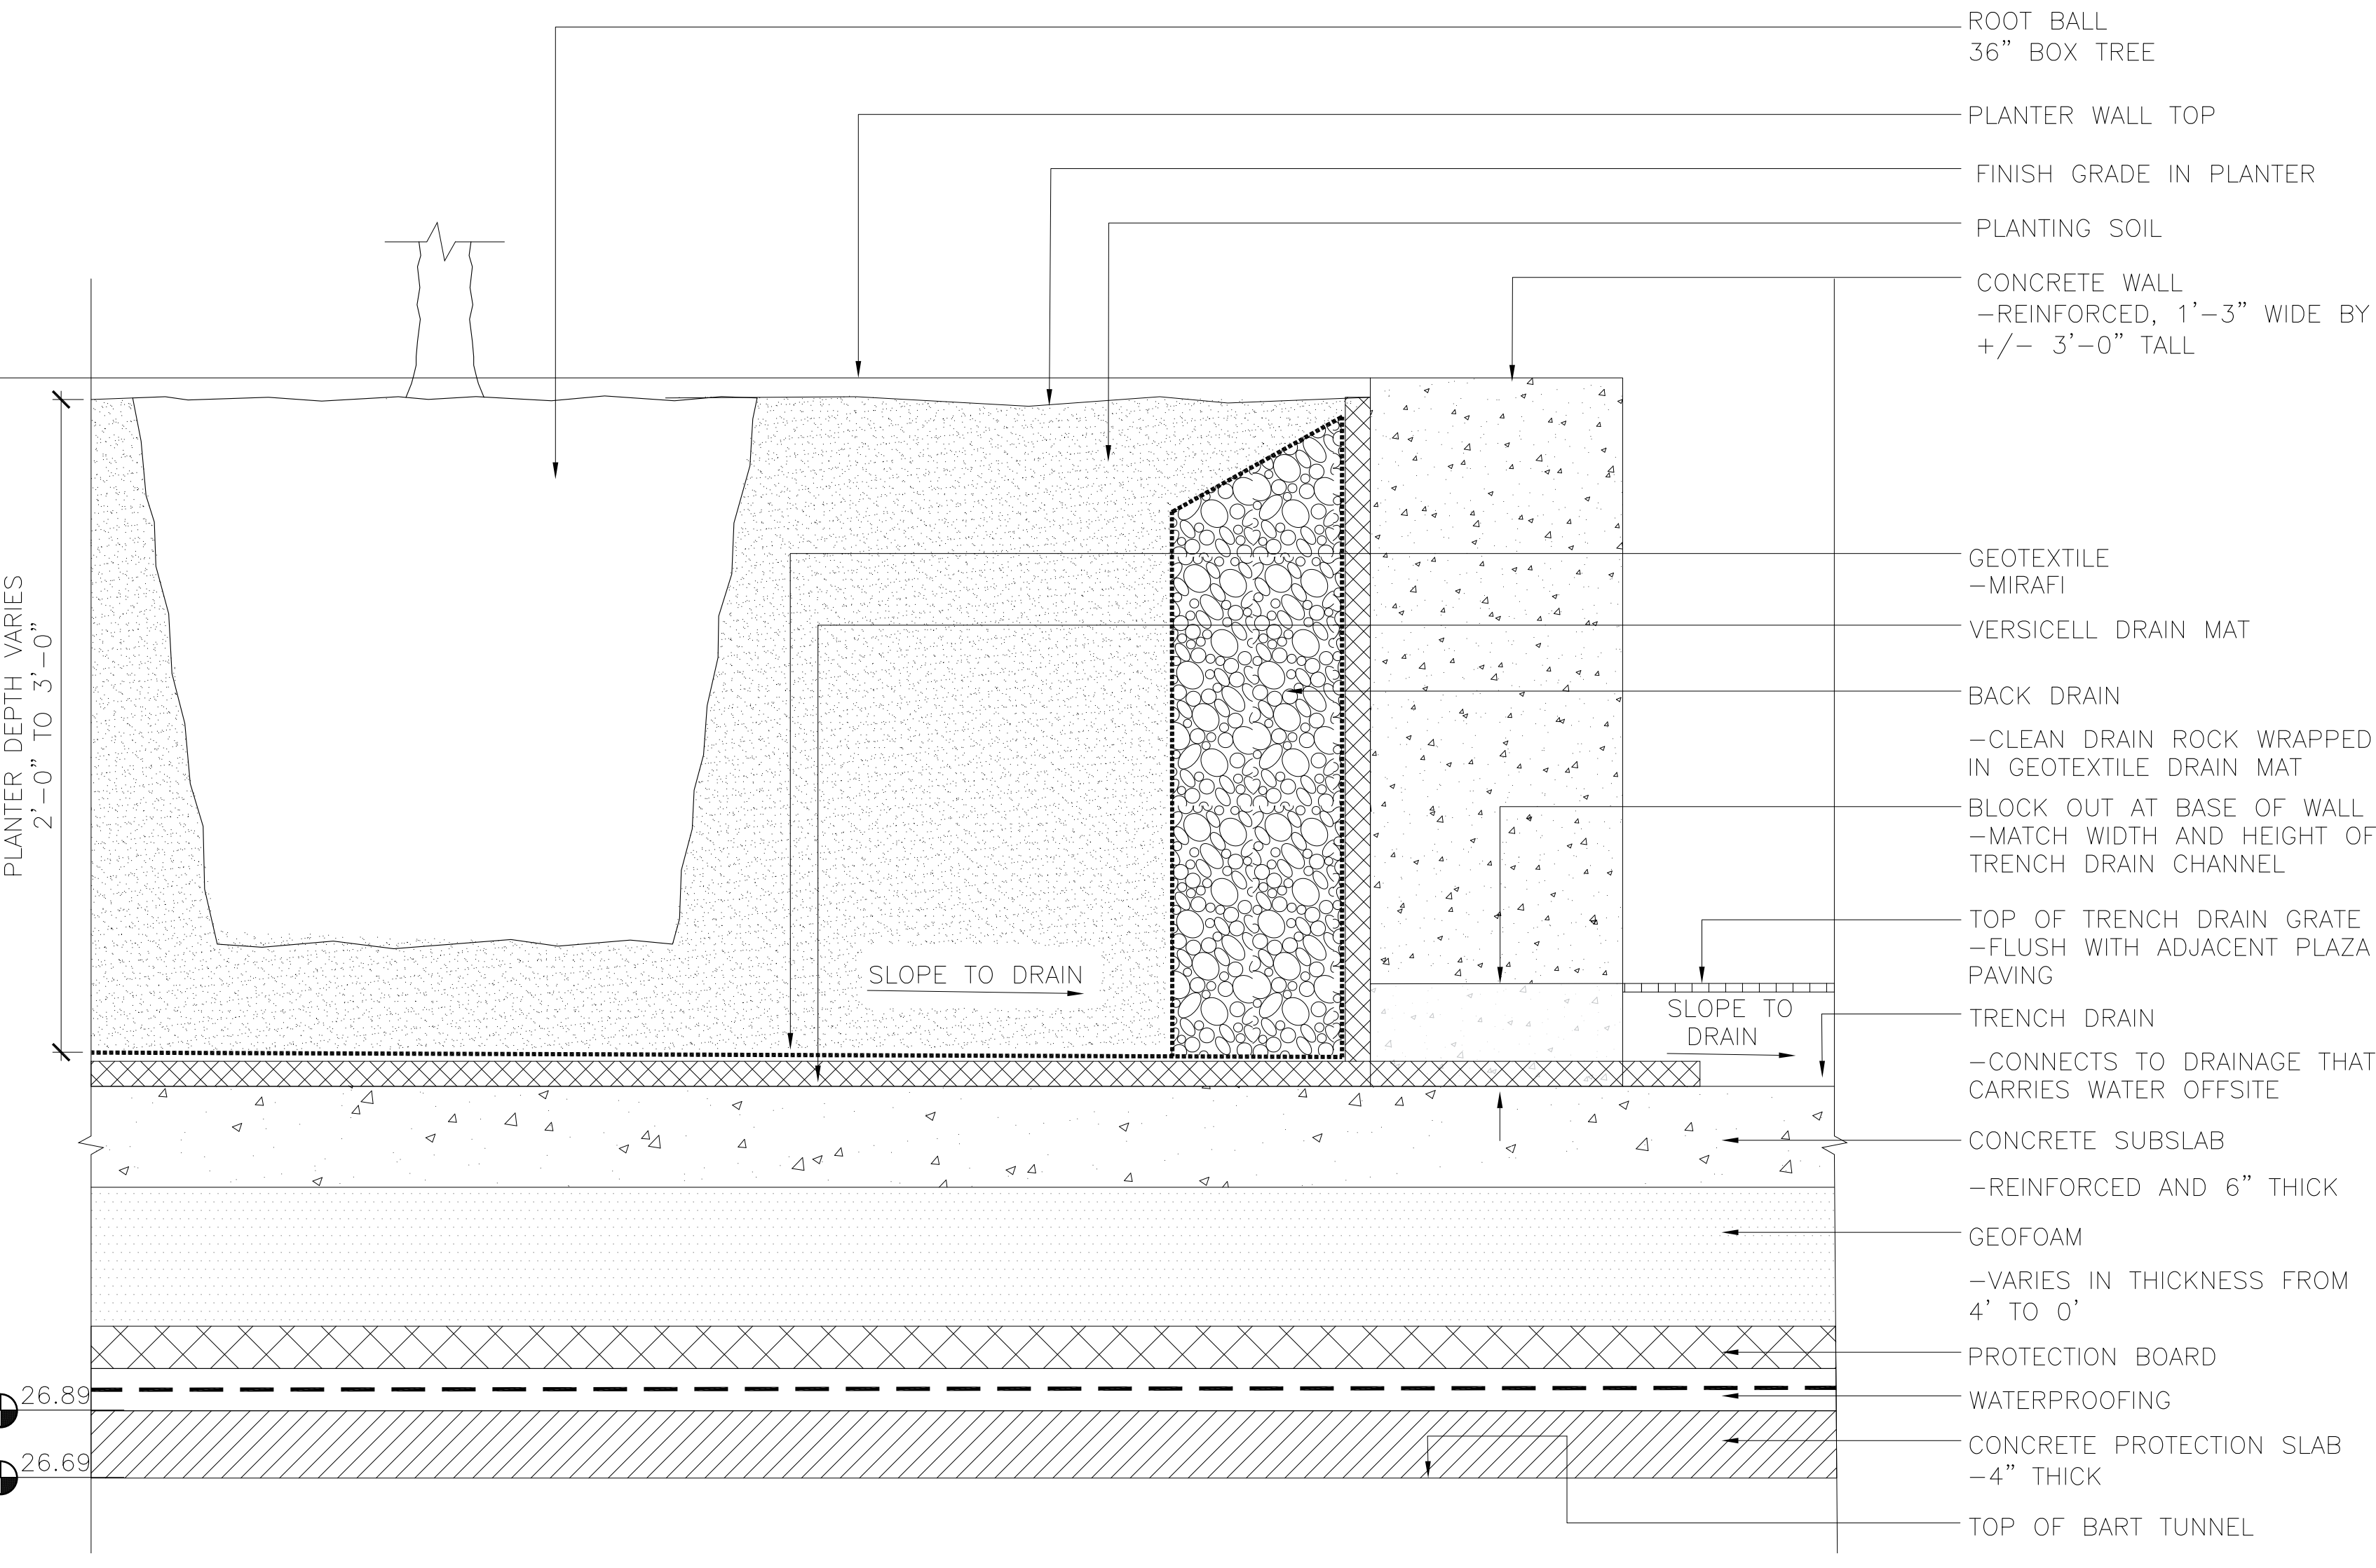 ROOT BALL
36” BOX TREE
PLANTER WALL TOP
FINISH GRADE IN PLANTER
PLANTING SOIL
CONCRETE WALL
–REINFORCED, 1’–3” WIDE BY
+/– 3’–0” TALL
GEOTEXTILE
–MIRAFI
VERSICELL DRAIN MAT
BACK DRAIN
–CLEAN DRAIN ROCK WRAPPED
IN GEOTEXTILE DRAIN MAT
BLOCK OUT AT BASE OF WALL
–MATCH WIDTH AND HEIGHT OF
TRENCH DRAIN CHANNEL
TOP OF TRENCH DRAIN GRATE
–FLUSH WITH ADJACENT PLAZA
PAVING
TRENCH DRAIN
–CONNECTS TO DRAINAGE THAT
CARRIES WATER OFFSITE
CONCRETE SUBSLAB
–REINFORCED AND 6” THICK
GEOFOAM
–VARIES IN THICKNESS FROM
4’ TO 0’
PROTECTION BOARD
WATERPROOFING
CONCRETE PROTECTION SLAB
–4” THICK
TOP OF BART TUNNEL
PLANTER DEPTH VARIES
2’–0” TO 3’–0”
SLOPE TO DRAIN
SLOPE TO
DRAIN
26.89
26.69